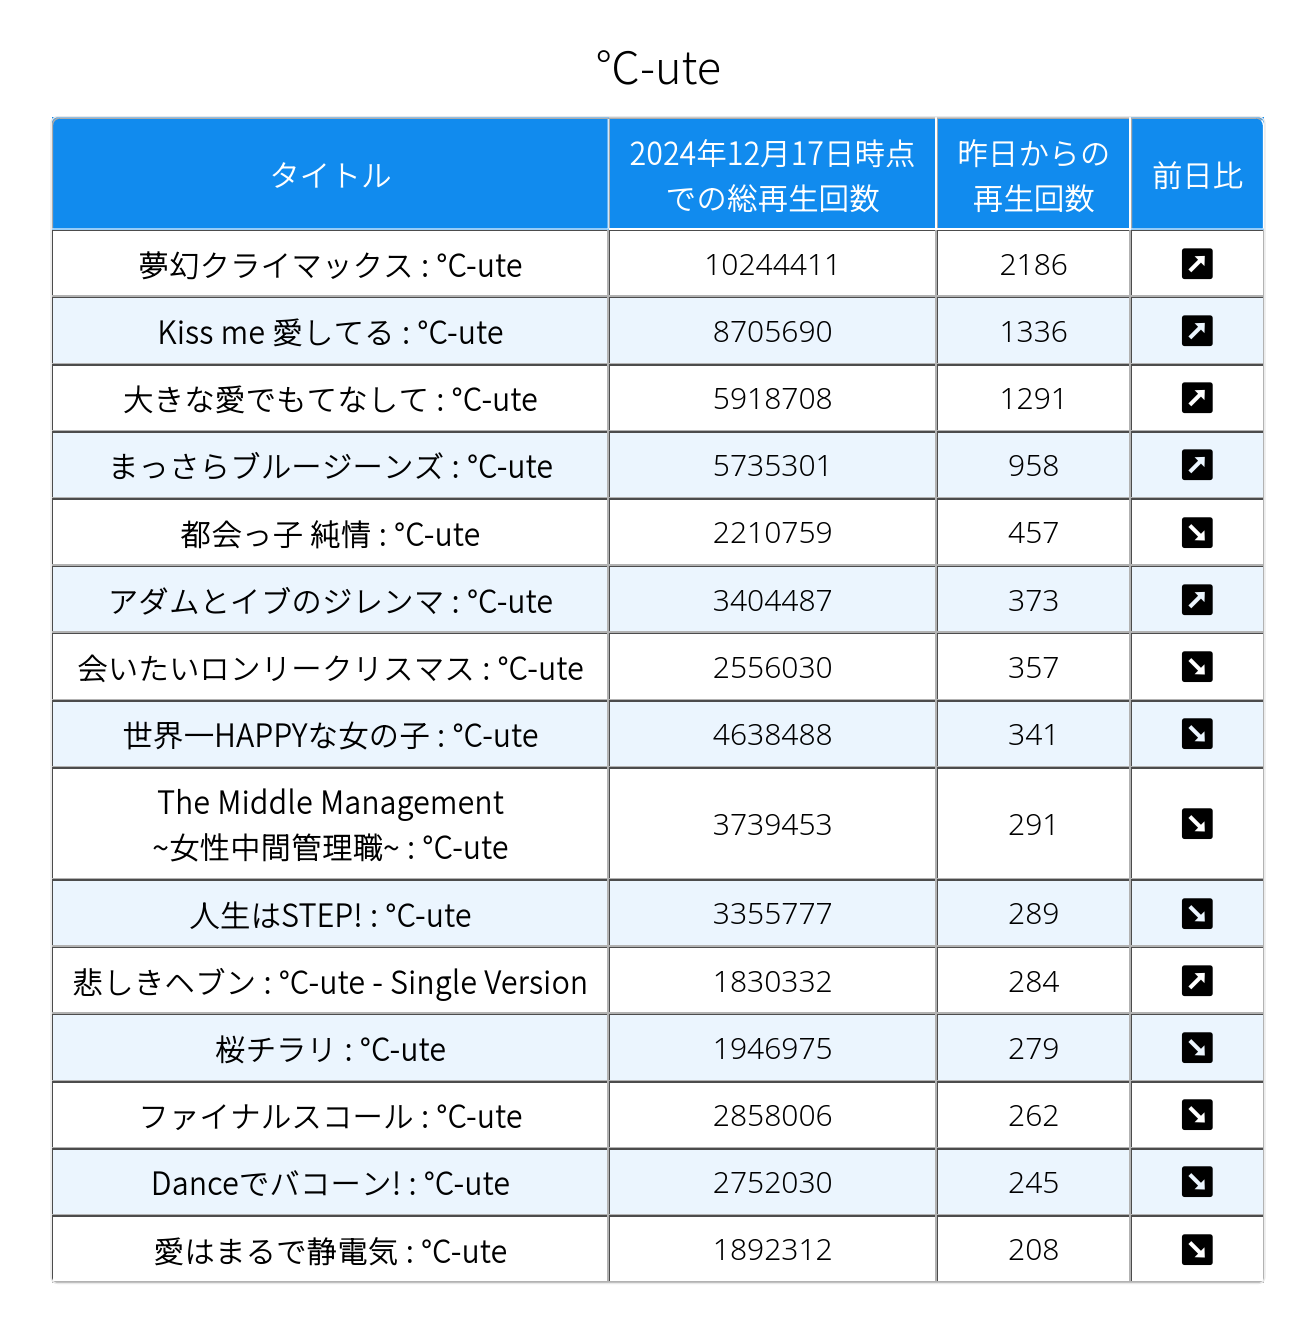 ℃-ute
タイトル 2024年12月17日時点 昨日からの 前日比
での総再生回数 再生回数
夢幻クライマックス : ℃-ute 10244411 2186 ↗
Kiss me 愛してる : ℃-ute 8705690 1336 ↗
大きな愛でもてなして : ℃-ute 5918708 1291 ↗
まっさらブルージーンズ : ℃-ute 5735301 958 ↗
都会っ子 純情 : ℃-ute 2210759 457 ↘
アダムとイブのジレンマ : ℃-ute 3404487 373 ↗
会いたいロンリークリスマス : ℃-ute 2556030 357 ↘
世界一HAPPYな女の子 : ℃-ute 4638488 341 ↘
The Middle Management
~女性中間管理職~ : ℃-ute 3739453 291 ↘
人生はSTEP! : ℃-ute 3355777 289 ↘
悲しきヘブン : ℃-ute - Single Version 1830332 284 ↗
桜チラリ : ℃-ute 1946975 279 ↘
ファイナルスコール : ℃-ute 2858006 262 ↘
Danceでバコーン! : ℃-ute 2752030 245 ↘
愛はまるで静電気 : ℃-ute 1892312 208 ↘